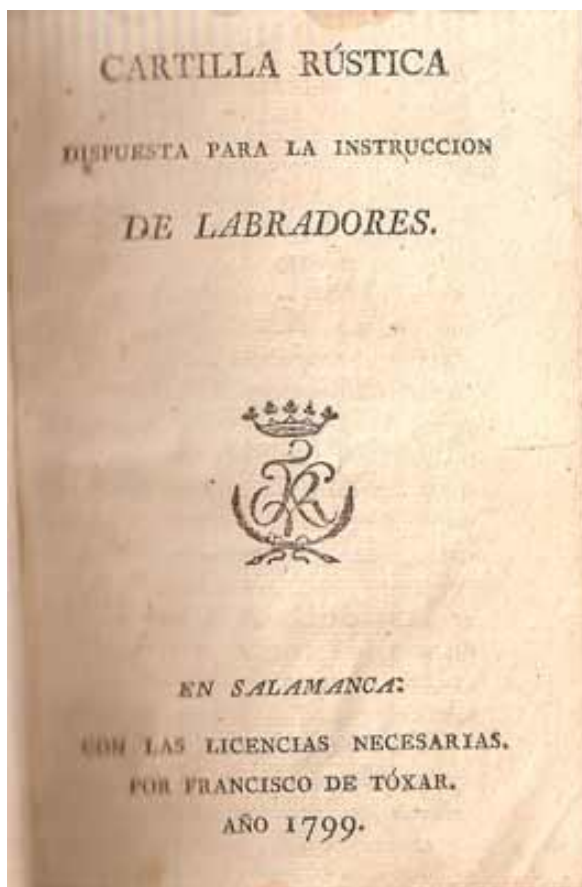 CARTILLA RÚSTICA
DISPUESTA PARA LA INSTRUCCION
DE LABRADORES.
EN SALAMANCA:
CON LAS LICENCIAS NECESARIAS.
POR FRANCISCO DE TÓXAR.
AÑO 1799.